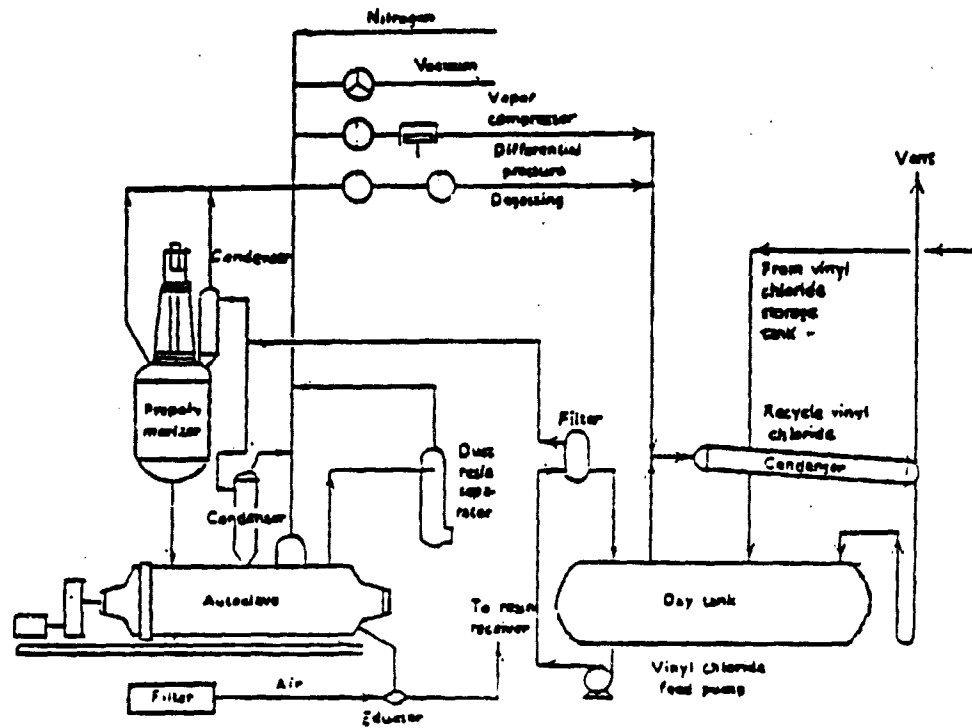 Nitrogen
Vacuum
Vapor
compressor
Differential
pressure
Degassing
Vent
Condenser
From vinyl
chloride
storage
tank
Prepoly
merizer
Filter
Recycle vinyl
chloride
Condenser
Dust
resin
sepa-
rator
Condenser
Autoclave
To resin
receiver
Day tank
Vinyl chloride
feed pump
Filter
Air
Eductor